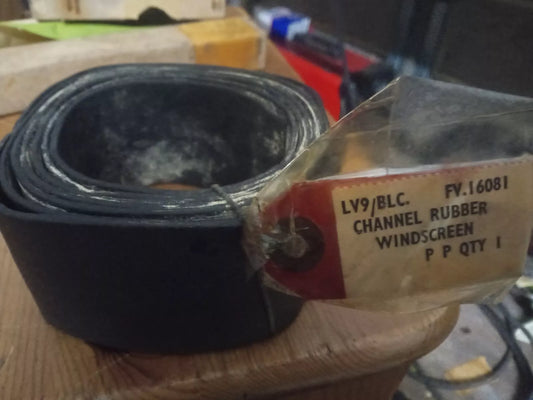 LV9/BLC. FV.16081
CHANNEL RUBBER
WINDSCREEN
P P QTY 1